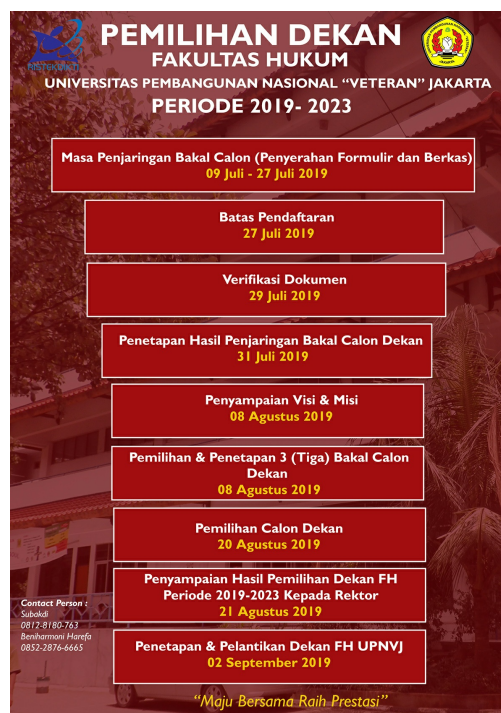 PEMILIHAN DEKAN
FAKULTAS HUKUM
UNIVERSITAS PEMBANGUNAN NASIONAL “VETERAN” JAKARTA
PERIODE 2019- 2023
RISTEKDIKTI
JAKARTA
Masa Penjaringan Bakal Calon (Penyerahan Formulir dan Berkas)
09 Juli - 27 Juli 2019
Batas Pendaftaran
27 Juli 2019
Verifikasi Dokumen
29 Juli 2019
Penetapan Hasil Penjaringan Bakal Calon Dekan
31 Juli 2019
Penyampaian Visi & Misi
08 Agustus 2019
Pemilihan & Penetapan 3 (Tiga) Bakal Calon
Dekan
08 Agustus 2019
Pemilihan Calon Dekan
20 Agustus 2019
Penyampaian Hasil Pemilihan Dekan FH
Periode 2019-2023 Kepada Rektor
21 Agustus 2019
Penetapan & Pelantikan Dekan FH UPNVJ
02 September 2019
Contact Person :
Subakdi
0812-8180-763
Beniharmoni Harefa
0852-2876-6665
“Maju Bersama Raih Prestasi”